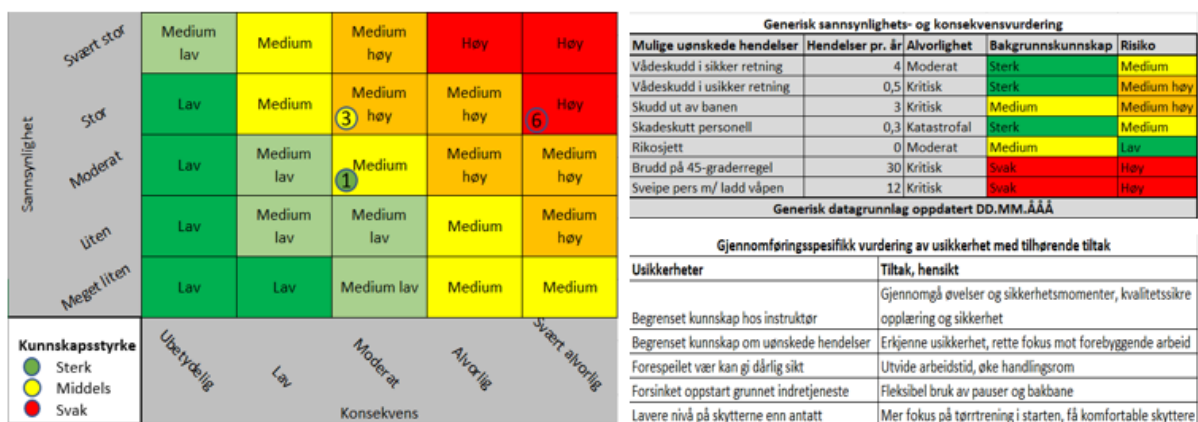 Sannsynlighet
Svært stor
Medium lav
Medium
Medium høy
Høy
Høy
Stor
Lav
Medium
3
Medium høy
Medium høy
6
Høy
Moderat
Lav
Medium lav
1
Medium
Medium høy
Medium høy
Liten
Lav
Medium lav
Medium lav
Medium
Medium høy
Meget liten
Lav
Lav
Medium lav
Medium
Medium
Kunnskapsstyrke
Sterk
Middels
Svak
Ubetydelig
Lav
Moderat
Alvorlig
Svært alvorlig
Konsekvens
Generisk sannsynlighets- og konsekvensvurdering
Mulige uønskede hendelser Hendelser pr. år Alvorlighet Bakgrunnskunnskap Risiko
Vådeskudd i sikker retning 4 Moderat Sterk Medium
Vådeskudd i usikker retning 0,5 Kritisk Sterk Medium høy
Skudd ut av banen 3 Kritisk Medium Medium høy
Skadeskutt personell 0,3 Katastrofal Sterk Medium
Rikosjett 0 Moderat Medium Lav
Brudd på 45-graderregel 30 Kritisk Svak Høy
Sveipe pers m/ ladd våpen 12 Kritisk Svak Høy
Generisk datagrunnlag oppdatert DD.MM.ÅÅÅ
Gjennomføringsspesifikk vurdering av usikkerhet med tilhørende tiltak
Usikkerheter Tiltak, hensikt
Begrenset kunnskap hos instruktør Gjennomgå øvelser og sikkerhetsmomenter, kvalitetssikre
opplæring og sikkerhet
Begrenset kunnskap om uønskede hendelser Erkjenne usikkerhet, rette fokus mot forebyggende arbeid
Forespeilet vær kan gi dårlig sikt Utvide arbeidstid, øke handlingsrom
Forsinket oppstart grunnet indretjeneste Fleksibel bruk av pauser og bakbane
Lavere nivå på skytterne enn antatt Mer fokus på tørrtrening i starten, få komfortable skyttere